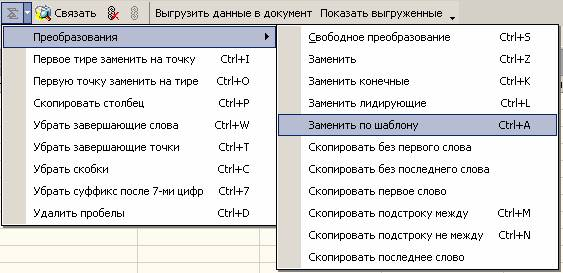 Связать Выгрузить данные в документ Показать выгруженные
Преобразования
Первое тире заменить на точку Ctrl+I
Первую точку заменить на тире Ctrl+O
Скопировать столбец Ctrl+P
Убрать завершающие слова Ctrl+W
Убрать завершающие точки Ctrl+T
Убрать скобки Ctrl+C
Убрать суффикс после 7-ми цифр Ctrl+7
Удалить пробелы Ctrl+D
Свободное преобразование Ctrl+S
Заменить Ctrl+Z
Заменить конечные Ctrl+K
Заменить лидирующие Ctrl+L
Заменить по шаблону Ctrl+A
Скопировать без первого слова
Скопировать без последнего слова
Скопировать первое слово
Скопировать подстроку между Ctrl+M
Скопировать подстроку не между Ctrl+N
Скопировать последнее слово